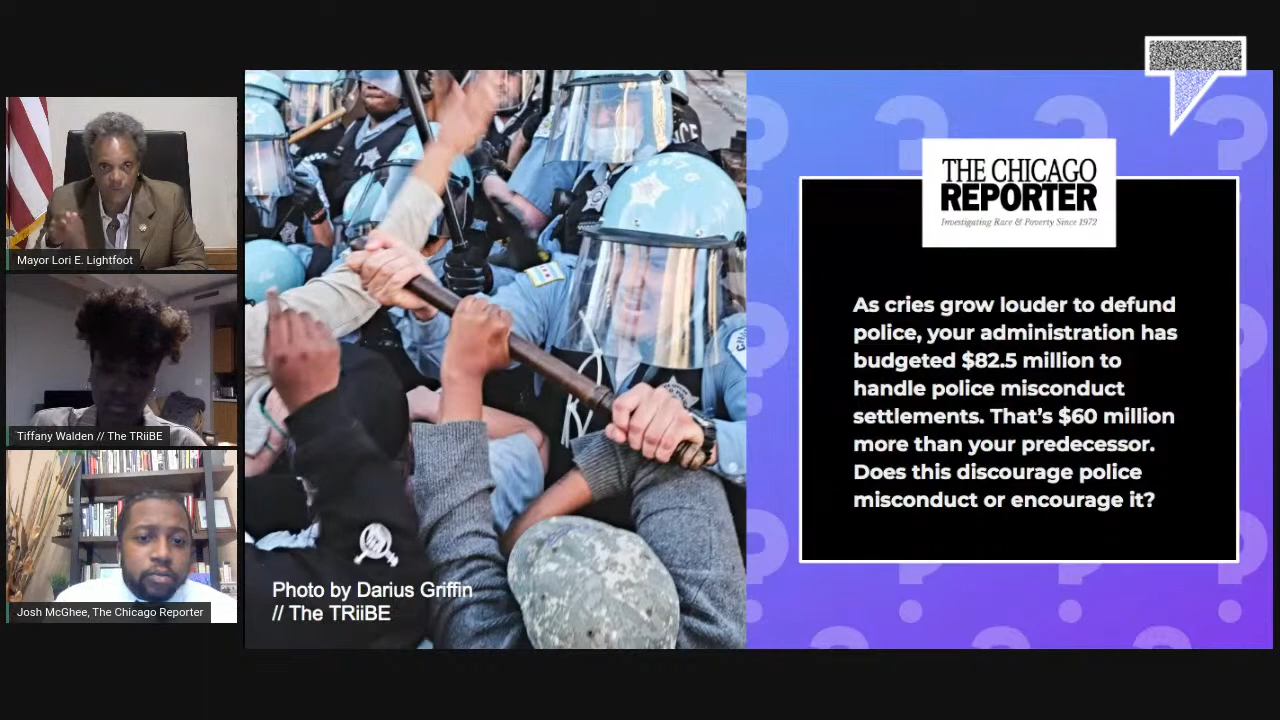 Mayor Lori E. Lightfoot
Tiffany Walden // The TRiiBE
Josh McGhee, The Chicago Reporter
Photo by Darius Griffin
// The TRiiBE
THE CHICAGO
REPORTER
Investigating Race & Poverty Since 1972
As cries grow louder to defund
police, your administration has
budgeted $82.5 million to
handle police misconduct
settlements. That's $60 million
more than your predecessor.
Does this discourage police
misconduct or encourage it?